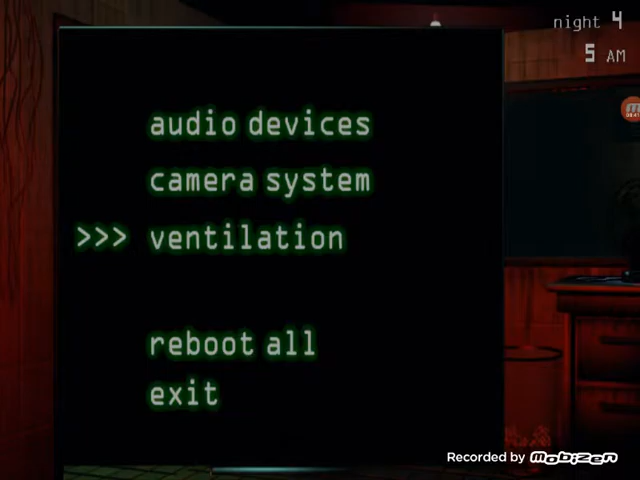 night 4
5 AM
audio devices
camera system
>>> ventilation
reboot all
exit
Recorded by mobizen